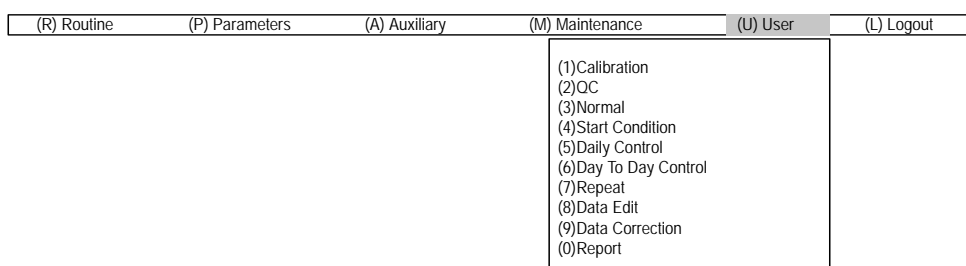 (R) Routine (P) Parameters (A) Auxiliary (M) Maintenance (U) User (L) Logout
(1)Calibration
(2)QC
(3)Normal
(4)Start Condition
(5)Daily Control
(6)Day To Day Control
(7)Repeat
(8)Data Edit
(9)Data Correction
(0)Report